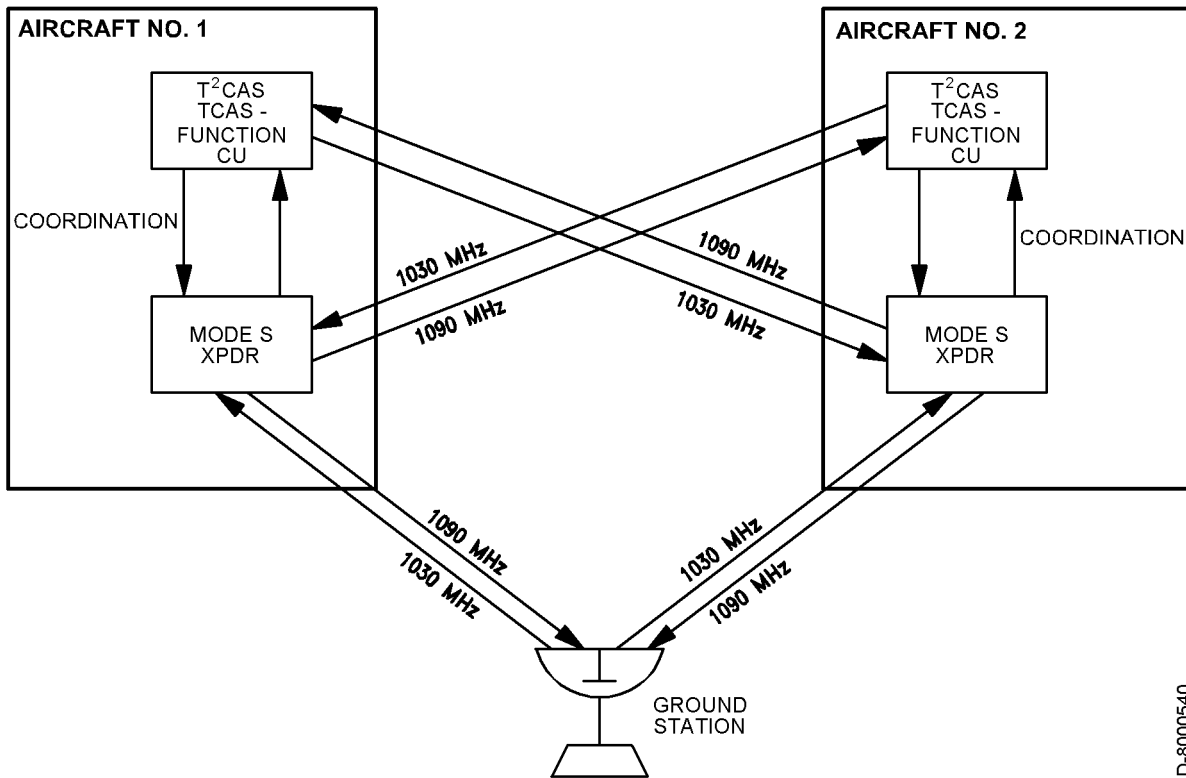 AIRCRAFT NO. 1
T²CAS
TCAS -
FUNCTION
CU
COORDINATION
MODE S
XPDR
AIRCRAFT NO. 2
T²CAS
TCAS -
FUNCTION
CU
COORDINATION
MODE S
XPDR
1030 MHz
1090 MHz
1090 MHz
1030 MHz
1090 MHz
1030 MHz
1030 MHz
1090 MHz
GROUND
STATION
D-8000540